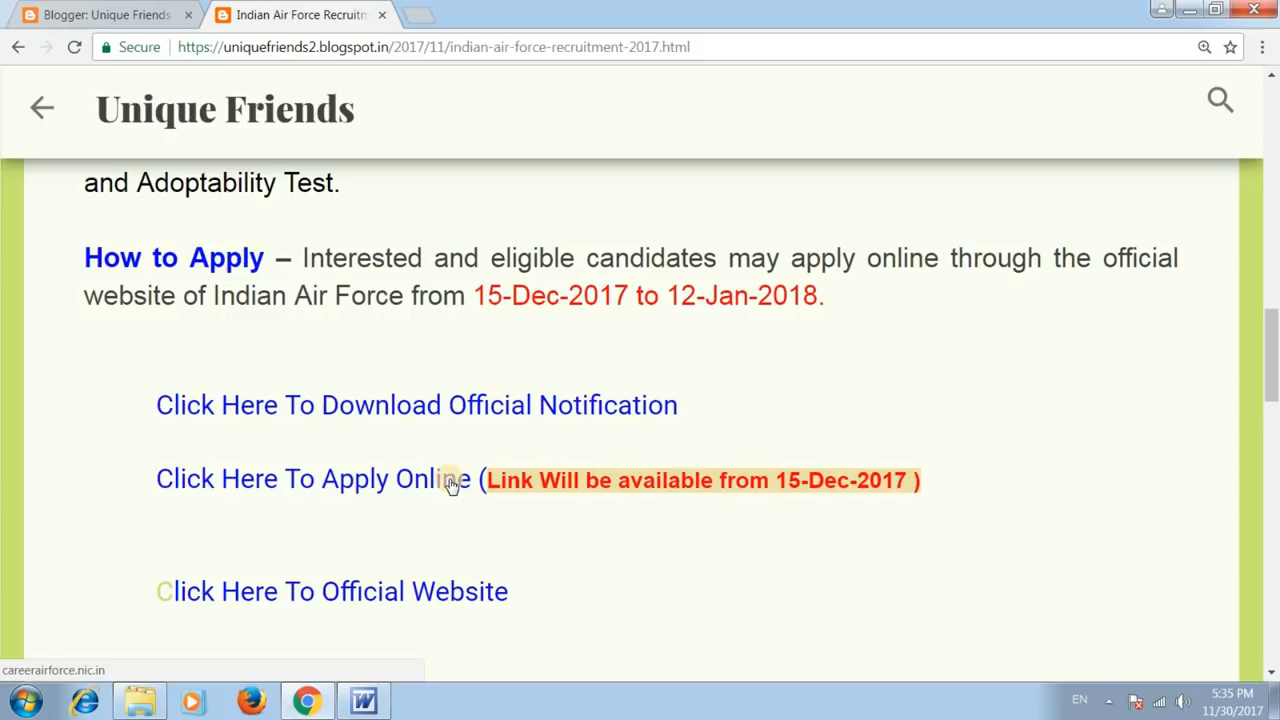 Blogger: Unique Friends
Indian Air Force Recruitm
Secure
https://uniquefriends2.blogspot.in/2017/11/indian-air-force-recruitment-2017.html
Unique Friends
and Adoptability Test.
How to Apply – Interested and eligible candidates may apply online through the official
website of Indian Air Force from 15-Dec-2017 to 12-Jan-2018.
Click Here To Download Official Notification
Click Here To Apply Online (Link Will be available from 15-Dec-2017 )
Click Here To Official Website
careerairforce.nic.in
EN
5:35 PM
11/30/2017